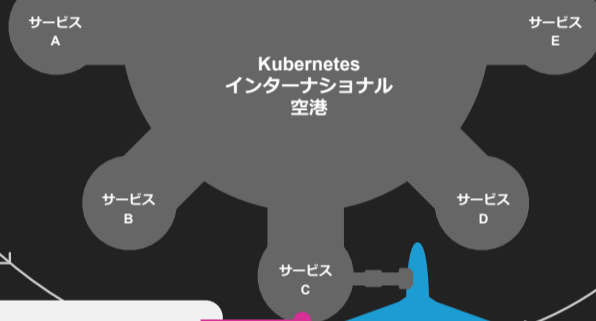 サービス
A
サービス
E
Kubernetes
インターナショナル
空港
サービス
B
サービス
D
サービス
C